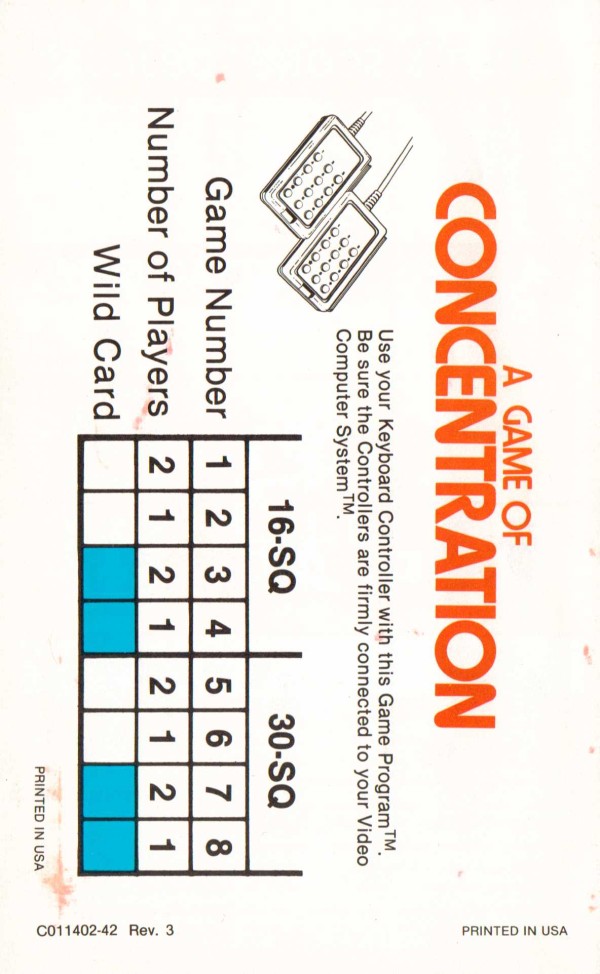 A GAME OF
CONCENTRATION
Use your Keyboard Controller with this Game Program™.
Be sure the Controllers are firmly connected to your Video
Computer System™.
16-SQ 30-SQ
Game Number 1 2 3 4 5 6 7 8
Number of Players 2 1 2 1 2 1 2 1
Wild Card
PRINTED IN USA
C011402-42 Rev. 3 PRINTED IN USA